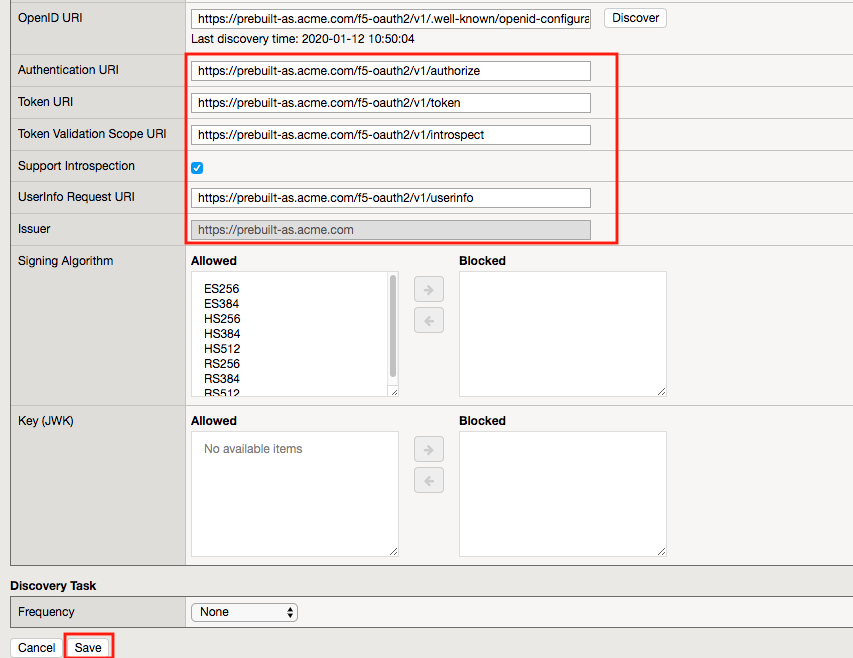 OpenID URI
https://prebuilt-as.acme.com/f5-oauth2/v1/.well-known/openid-configura
Discover
Last discovery time: 2020-01-12 10:50:04
Authentication URI
https://prebuilt-as.acme.com/f5-oauth2/v1/authorize
Token URI
https://prebuilt-as.acme.com/f5-oauth2/v1/token
Token Validation Scope URI
https://prebuilt-as.acme.com/f5-oauth2/v1/introspect
Support Introspection
UserInfo Request URI
https://prebuilt-as.acme.com/f5-oauth2/v1/userinfo
Issuer
https://prebuilt-as.acme.com
Signing Algorithm
Allowed
Blocked
ES256
ES384
HS256
HS384
HS512
RS256
RS384
RS512
Key (JWK)
Allowed
Blocked
No available items
Discovery Task
Frequency
None
Cancel
Save